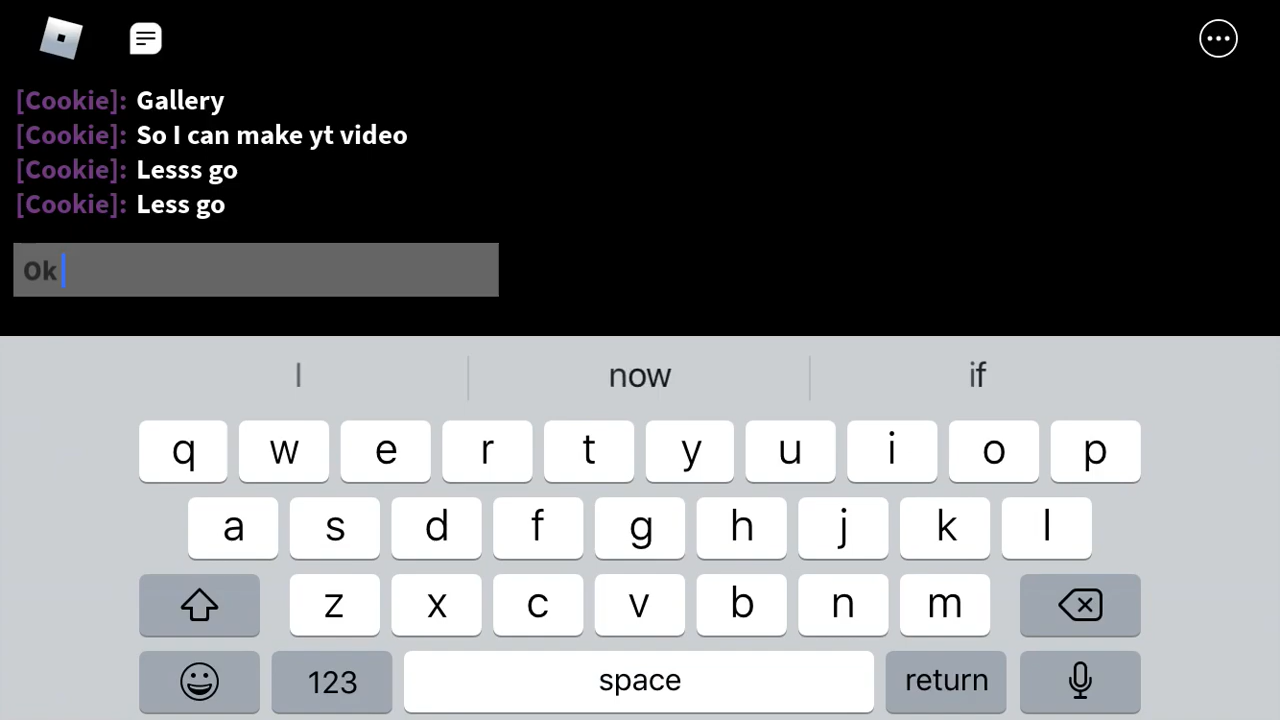 [Cookie]: Gallery
[Cookie]: So I can make yt video
[Cookie]: Lesss go
[Cookie]: Less go
Ok
I now if
q w e r t y u i o p
a s d f g h j k l
z x c v b n m
123 space return